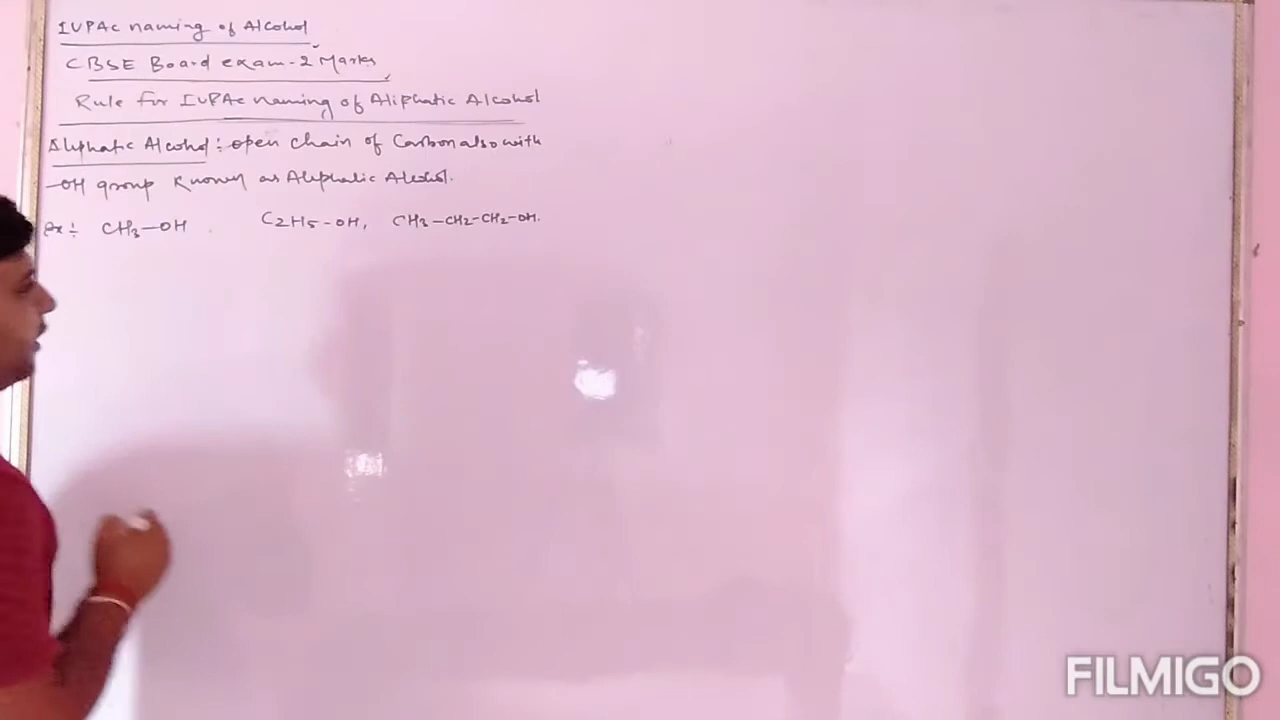 IUPAC naming of Alcohol
CBSE Board exam-2 Marks
Rule for IUPAC naming of Aliphatic Alcohol
Aliphatic Alcohol :- open chain of Carbon also with
-OH group Known as Aliphatic Alcohol.
ex÷ CH₃-OH C₂H₅-OH, CH₃-CH₂-CH₂-OH.
FILMIGO